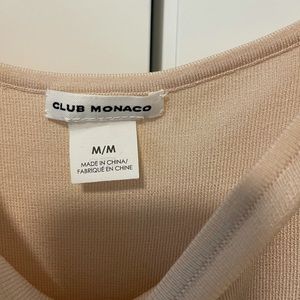 CLUB MONACO
M/M
MADE IN CHINA/
FABRIQUÉ EN CHINE